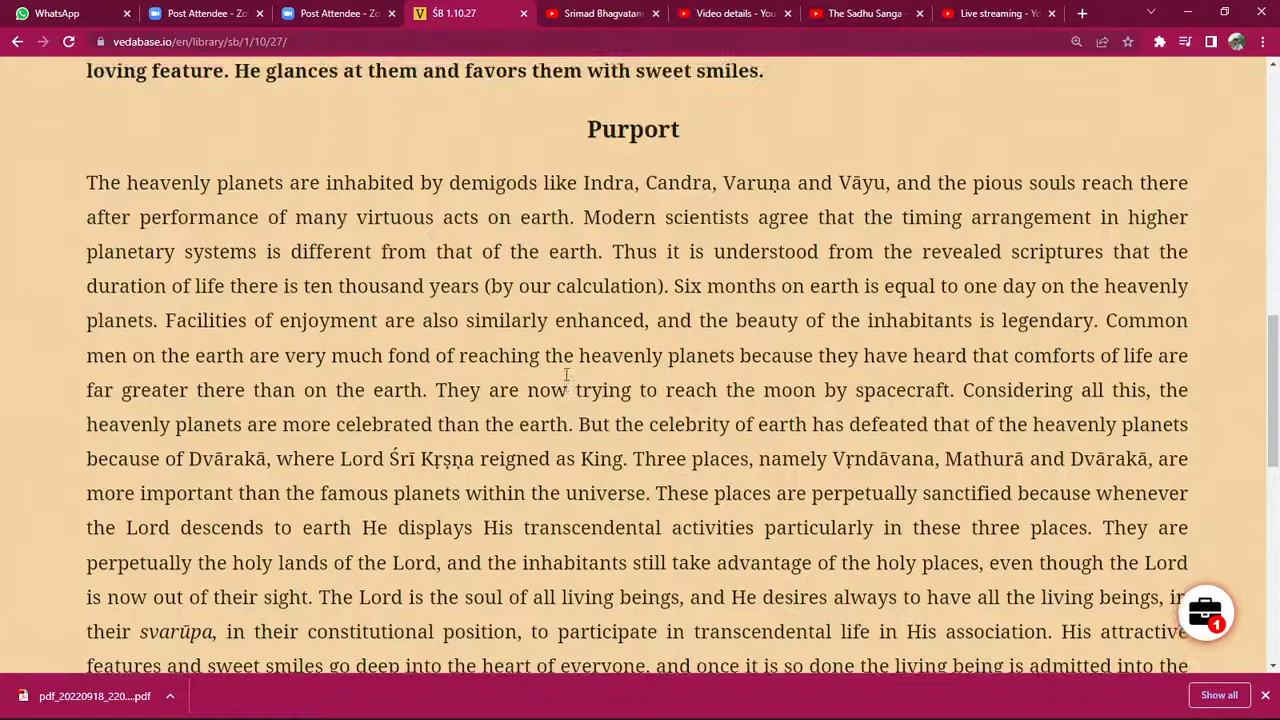 WhatsApp
Post Attendee - Zo
Post Attendee - Zo
V ŚB 1.10.27
Srimad Bhagvatam
Video details - You
The Sadhu Sanga -
Live streaming - Yo
vedabase.io/en/library/sb/1/10/27/
loving feature. He glances at them and favors them with sweet smiles.
Purport
The heavenly planets are inhabited by demigods like Indra, Candra, Varuṇa and Vāyu, and the pious souls reach there
after performance of many virtuous acts on earth. Modern scientists agree that the timing arrangement in higher
planetary systems is different from that of the earth. Thus it is understood from the revealed scriptures that the
duration of life there is ten thousand years (by our calculation). Six months on earth is equal to one day on the heavenly
planets. Facilities of enjoyment are also similarly enhanced, and the beauty of the inhabitants is legendary. Common
men on the earth are very much fond of reaching the heavenly planets because they have heard that comforts of life are
far greater there than on the earth. They are now trying to reach the moon by spacecraft. Considering all this, the
heavenly planets are more celebrated than the earth. But the celebrity of earth has defeated that of the heavenly planets
because of Dvārakā, where Lord Śrī Kṛṣṇa reigned as King. Three places, namely Vṛndāvana, Mathurā and Dvārakā, are
more important than the famous planets within the universe. These places are perpetually sanctified because whenever
the Lord descends to earth He displays His transcendental activities particularly in these three places. They are
perpetually the holy lands of the Lord, and the inhabitants still take advantage of the holy places, even though the Lord
is now out of their sight. The Lord is the soul of all living beings, and He desires always to have all the living beings, in
their svarūpa, in their constitutional position, to participate in transcendental life in His association. His attractive
features and sweet smiles go deep into the heart of everyone, and once it is so done the living being is admitted into the
1
pdf_20220918_220....pdf
Show all